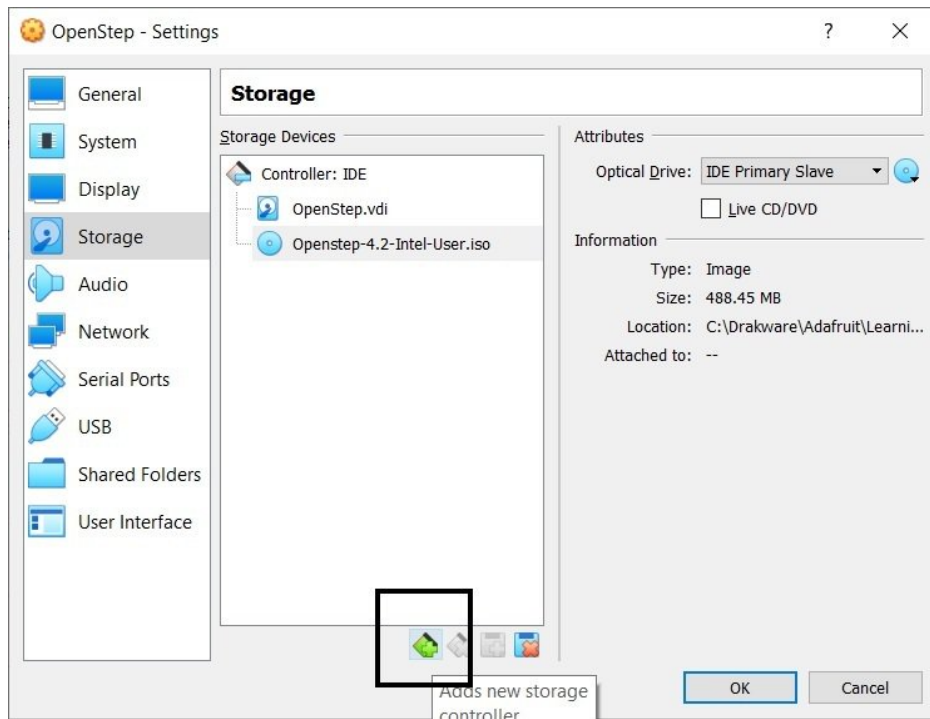 OpenStep - Settings
?
General
System
Display
Storage
Audio
Network
Serial Ports
USB
Shared Folders
User Interface
Storage
Storage Devices
Controller: IDE
OpenStep.vdi
Openstep-4.2-Intel-User.iso
Adds new storage
controller
Attributes
Optical Drive: IDE Primary Slave
Live CD/DVD
Information
Type: Image
Size: 488.45 MB
Location: C:\Drakware\Adafruit\Learni...
Attached to: --
OK
Cancel